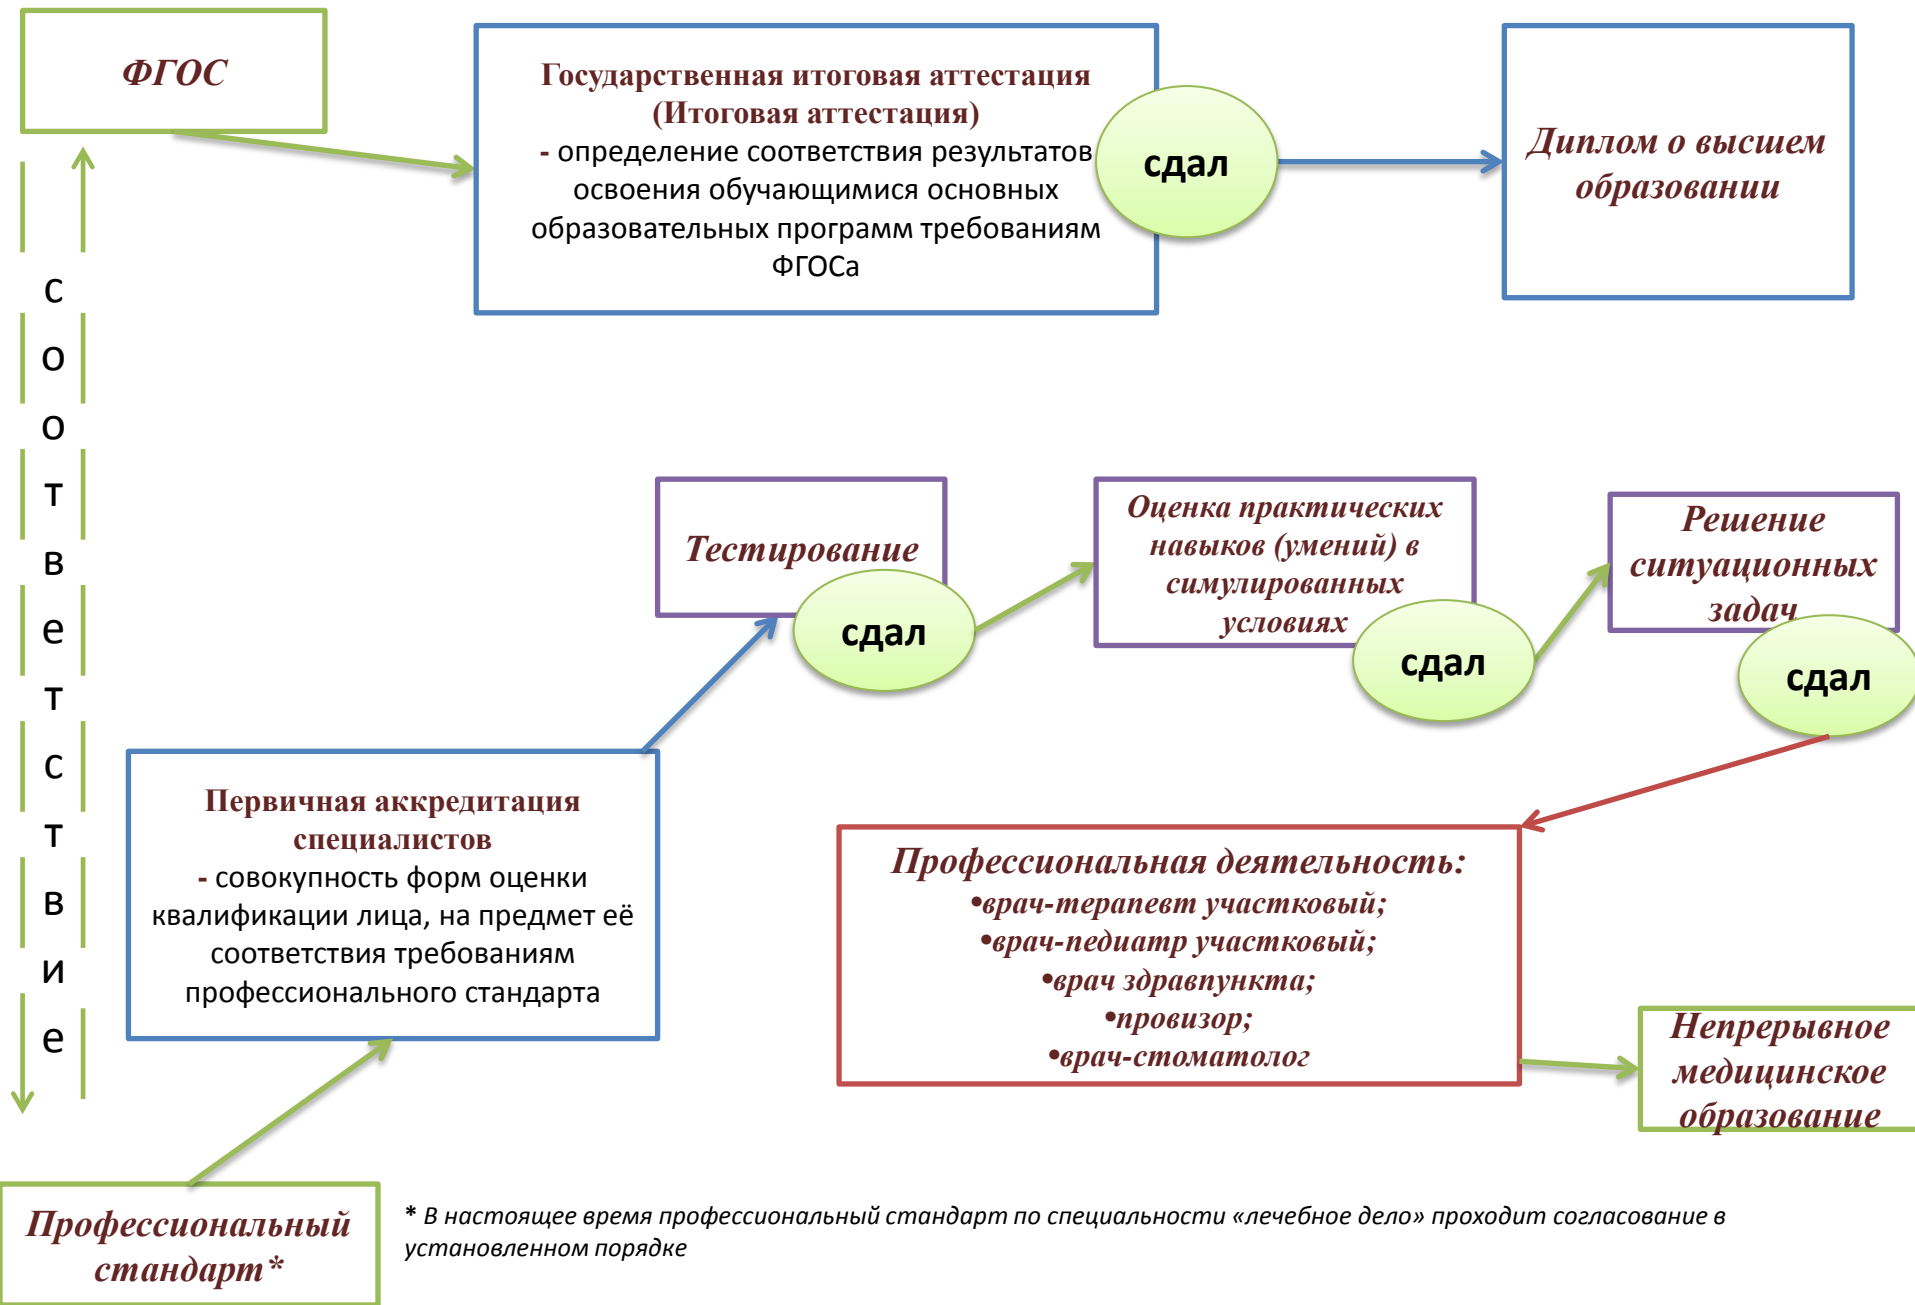 ФГОС
Государственная итоговая аттестация
(Итоговая аттестация)
- определение соответствия результатов
освоения обучающимися основных
образовательных программ требованиям
ФГОСа
сдал
Диплом о высшем
образовании
с
о
о
т
в
е
т
с
т
в
и
е
Тестирование
сдал
Оценка практических
навыков (умений) в
симулированных
условиях
сдал
Решение
ситуационных
задач
сдал
Первичная аккредитация
специалистов
- совокупность форм оценки
квалификации лица, на предмет её
соответствия требованиям
профессионального стандарта
Профессиональная деятельность:
•врач-терапевт участковый;
•врач-педиатр участковый;
•врач здравпункта;
•провизор;
•врач-стоматолог
Непрерывное
медицинское
образование
Профессиональный
стандарт*
* В настоящее время профессиональный стандарт по специальности «лечебное дело» проходит согласование в
установленном порядке